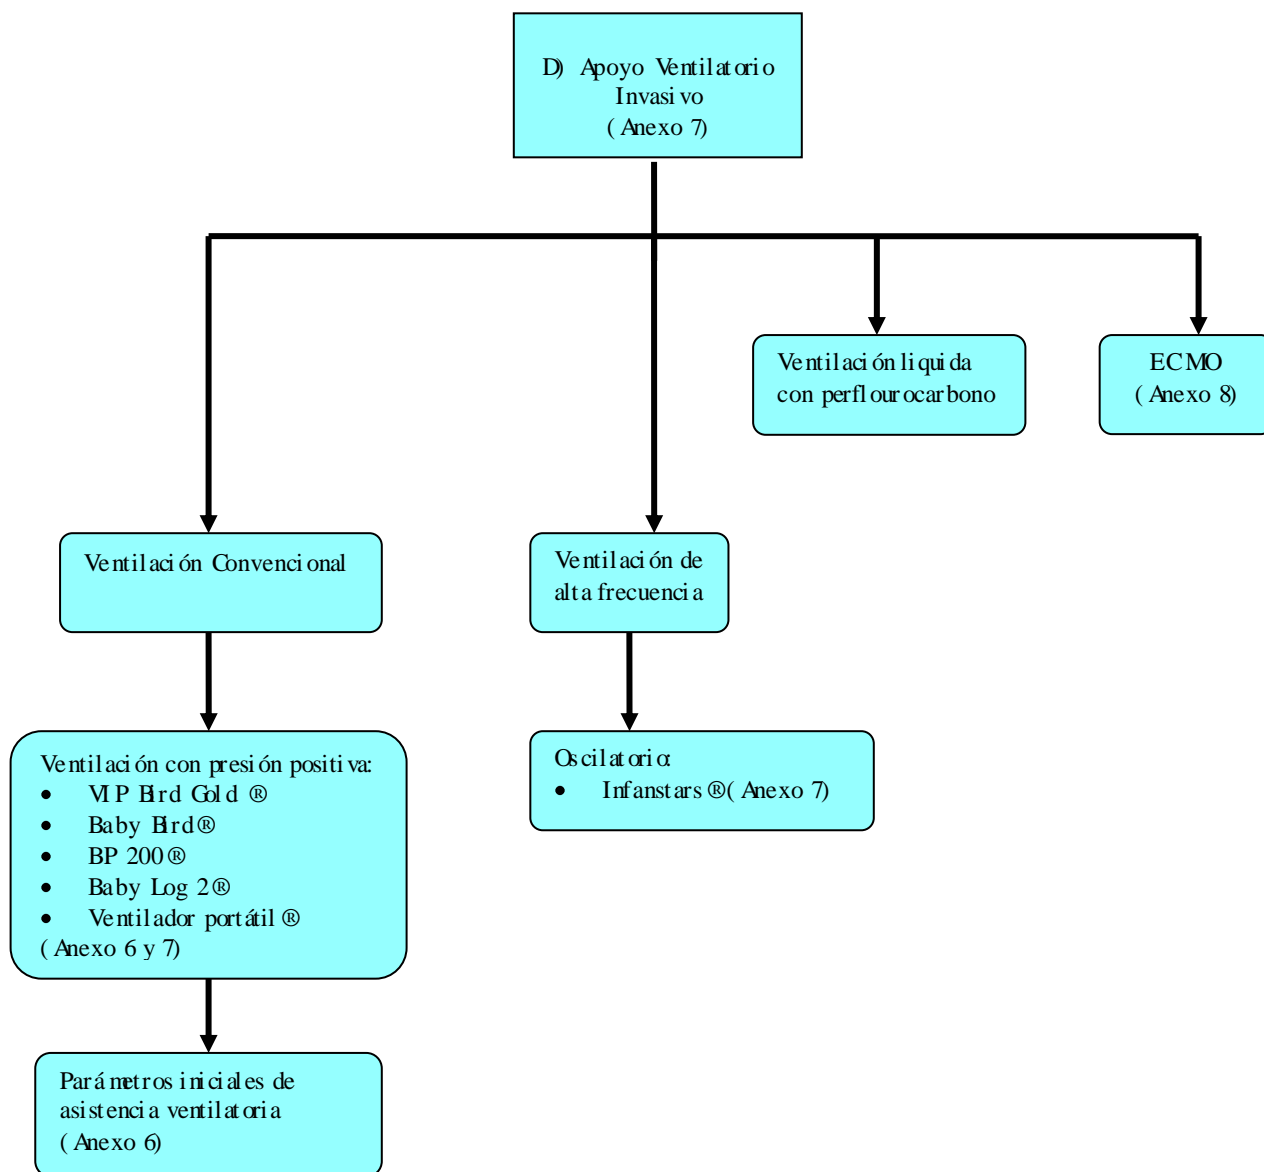 D) Apoyo Ventilatorio
Invasivo
(Anexo 7)
Ventilación liquida
con perflourocarbono
ECMO
(Anexo 8)
Ventilación Convencional
Ventilación de
alta frecuencia
Ventilación con presión positiva:
• VIP Bird Gold ®
• Baby Bird®
• BP 200®
• Baby Log 2®
• Ventilador portátil ®
(Anexo 6 y 7)
Oscilatorio:
• Infanstars ®(Anexo 7)
Parámetros iniciales de
asistencia ventilatoria
(Anexo 6)